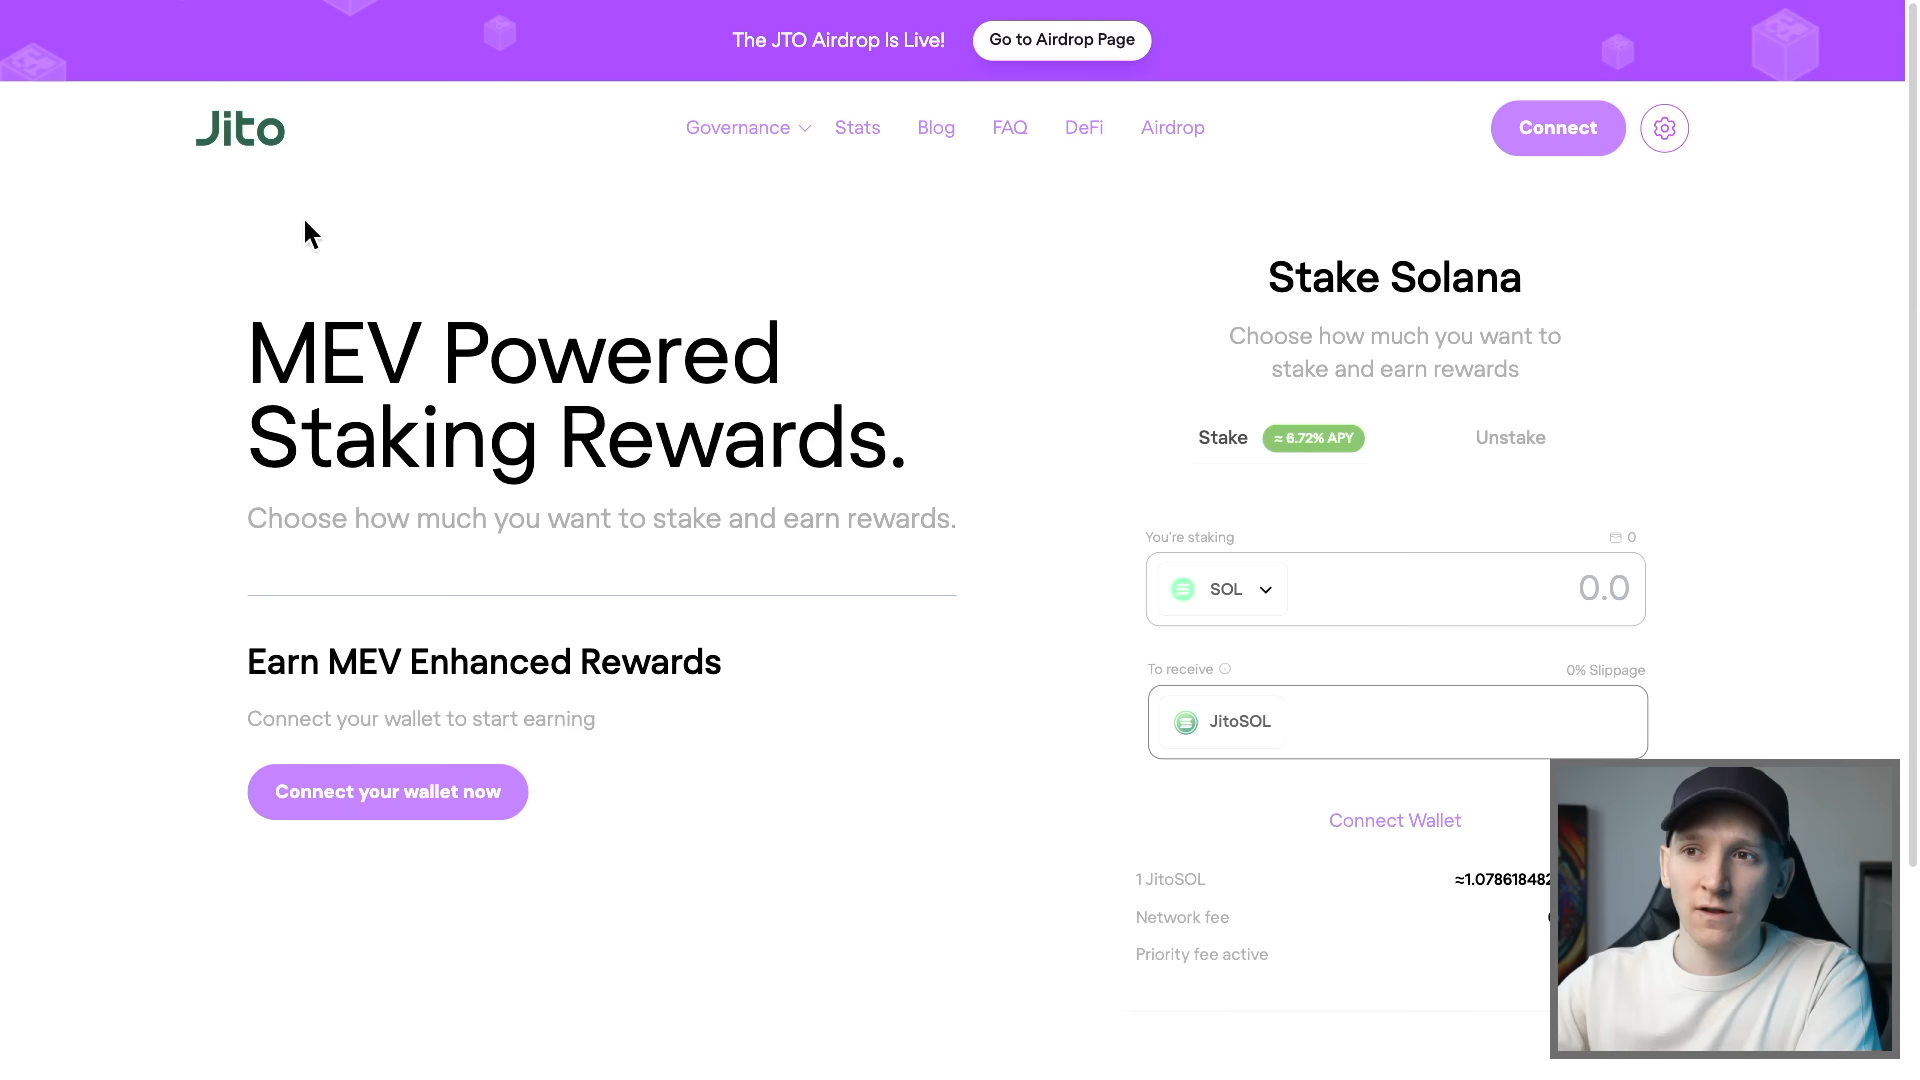 The JTO Airdrop Is Live!
Go to Airdrop Page
Jito
Governance
Stats
Blog
FAQ
DeFi
Airdrop
Connect
MEV Powered
Staking Rewards.
Choose how much you want to stake and earn rewards.
Earn MEV Enhanced Rewards
Connect your wallet to start earning
Connect your wallet now
Stake Solana
Choose how much you want to
stake and earn rewards
Stake
≈ 6.72% APY
Unstake
You're staking
0
SOL
0.0
To receive
0% Slippage
JitoSOL
Connect Wallet
1 JitoSOL
≈1.078618482
Network fee
Priority fee active